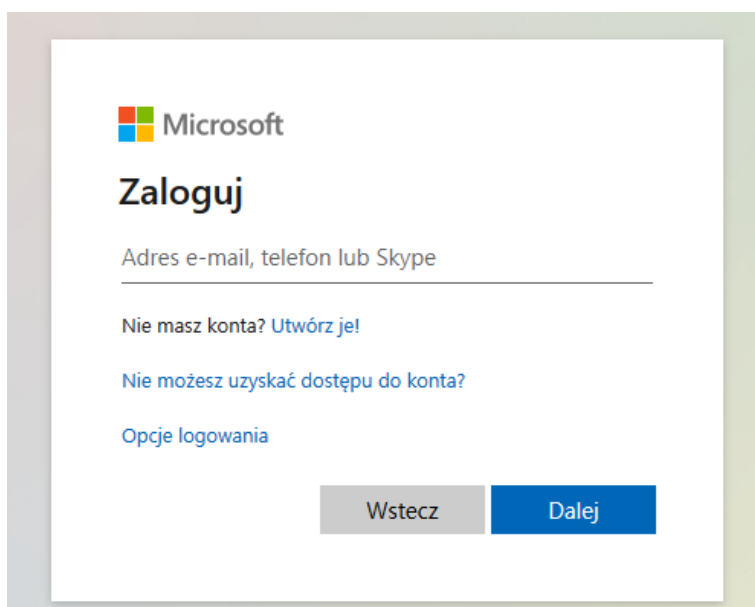 Microsoft
Zaloguj
Adres e-mail, telefon lub Skype
Nie masz konta? Utwórz je!
Nie możesz uzyskać dostępu do konta?
Opcje logowania
Wstecz Dalej